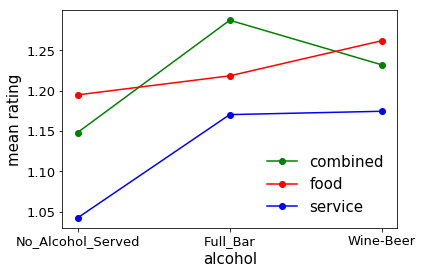 mean rating
1.25
1.20
1.15
1.10
1.05
combined
food
service
No_Alcohol_Served
Full_Bar
Wine-Beer
alcohol